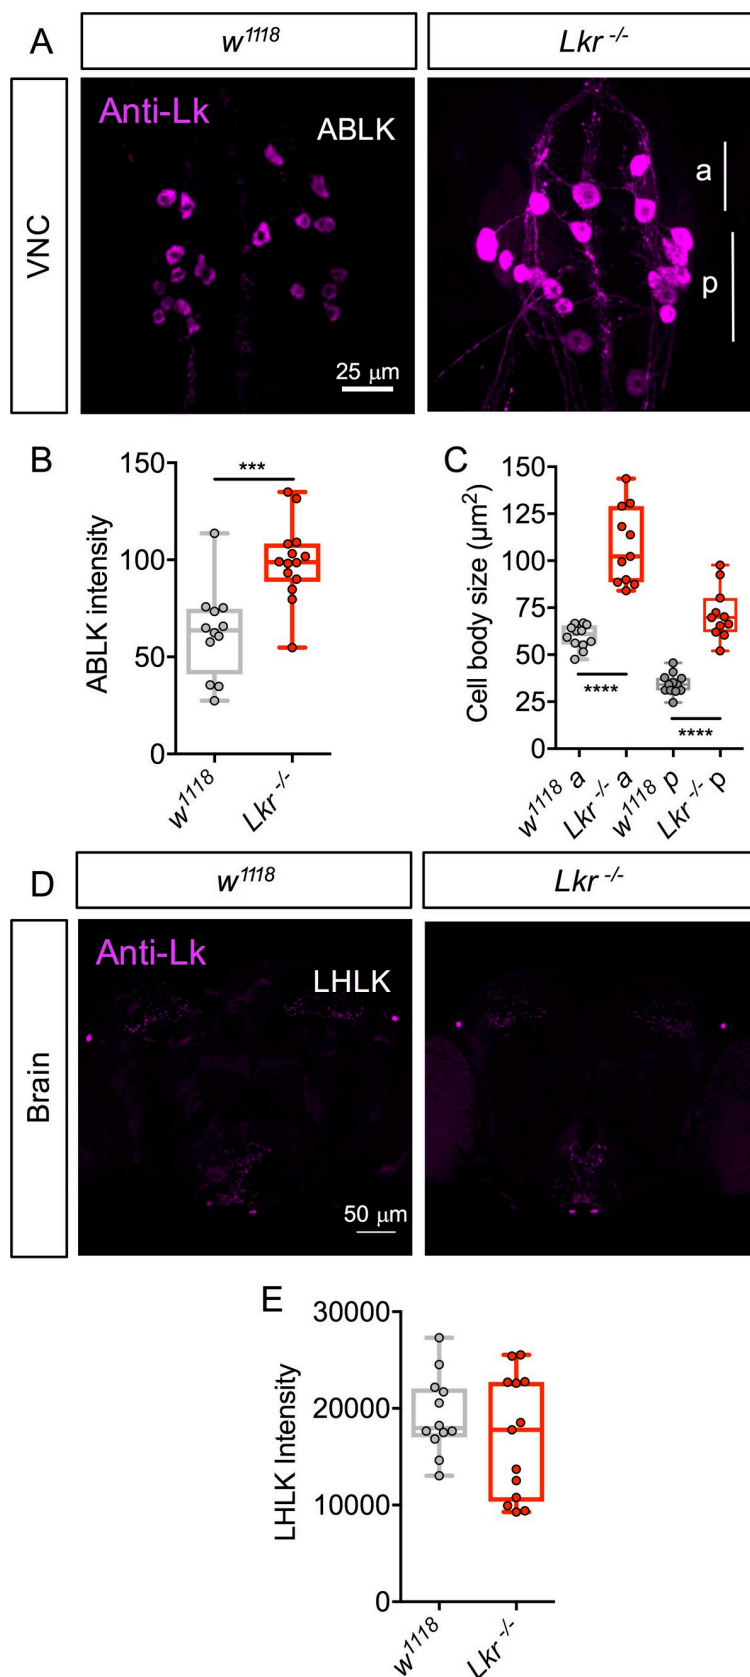 A
w1118
Lkr -/-
VNC
Anti-Lk
ABLK
a
p
25 μm
B
150
***
100
50
0
ABLK intensity
w1118
Lkr -/-
C
150
125
100
75
50
25
0
Cell body size (µm2)
****
****
w1118 a
Lkr -/- a
w1118 p
Lkr -/- p
D
w1118
Lkr -/-
Brain
Anti-Lk
LHLK
50 μm
E
30000
20000
10000
0
LHLK Intensity
w1118
Lkr -/-